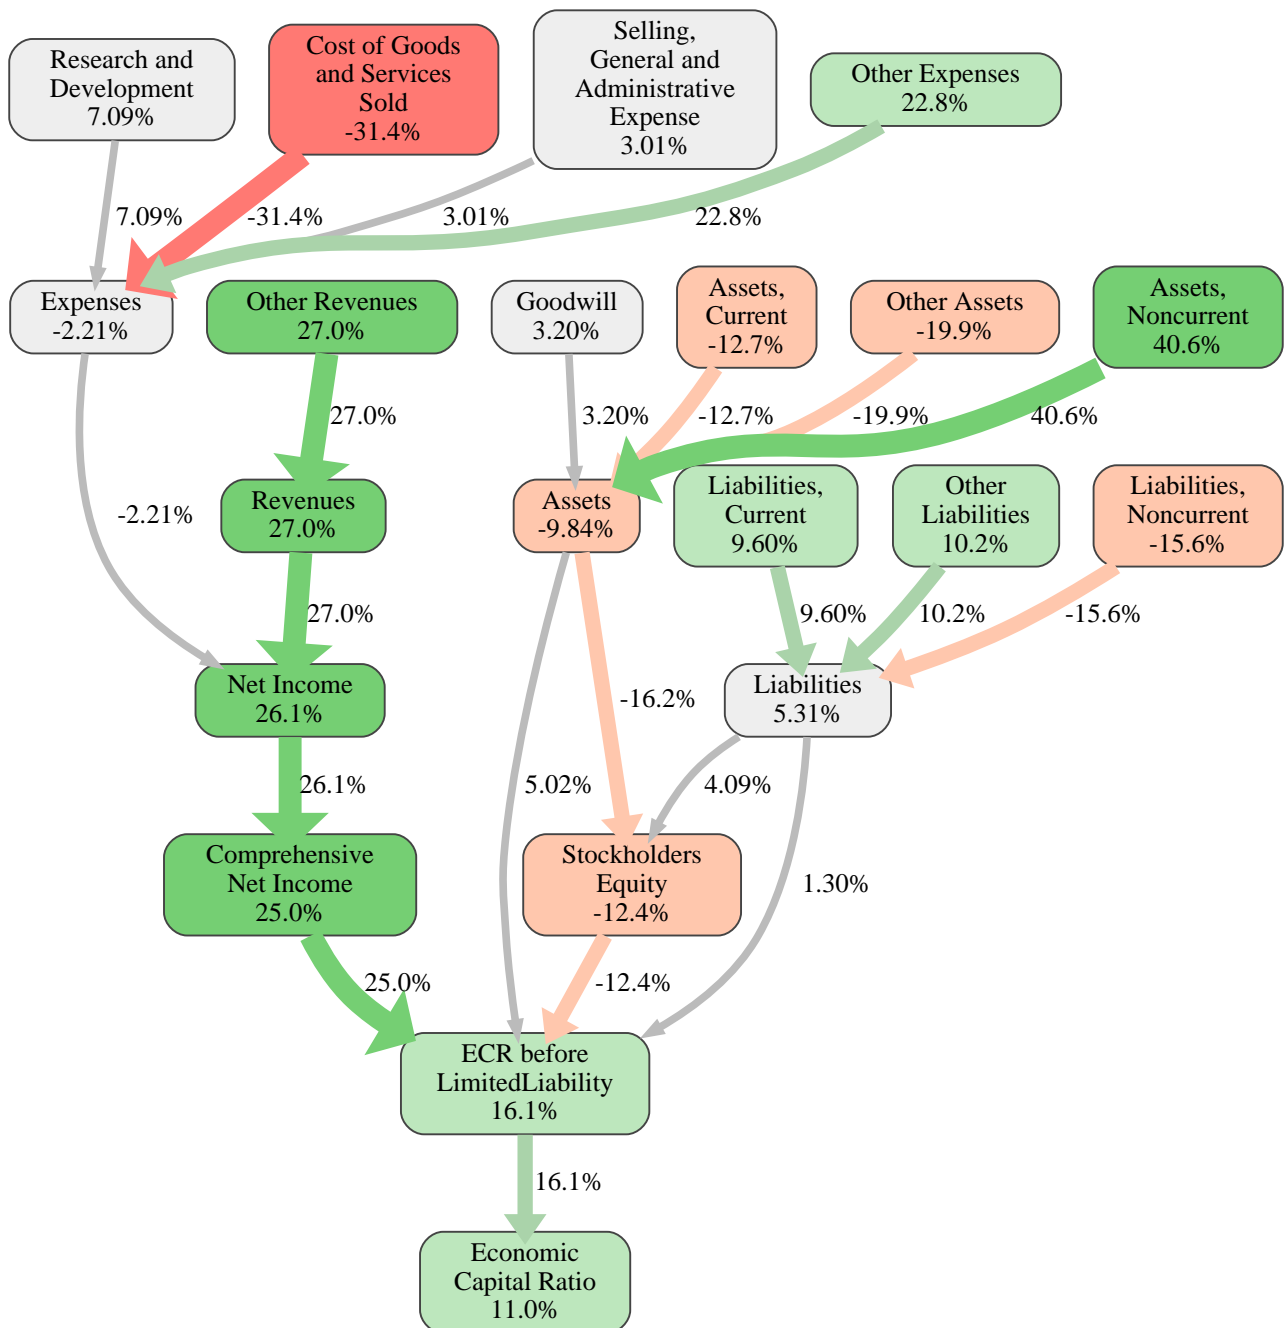 Research and
Development
7.09%
Cost of Goods
and Services
Sold
-31.4%
Selling,
General and
Administrative
Expense
3.01%
Other Expenses
22.8%
7.09%
-31.4%
3.01%
22.8%
Expenses
-2.21%
Other Revenues
27.0%
Goodwill
3.20%
Assets,
Current
-12.7%
Other Assets
-19.9%
Assets,
Noncurrent
40.6%
27.0%
3.20%
-12.7%
-19.9%
40.6%
-2.21%
Revenues
27.0%
Assets
-9.84%
Liabilities,
Current
9.60%
Other
Liabilities
10.2%
Liabilities,
Noncurrent
-15.6%
27.0%
9.60%
10.2%
-15.6%
Net Income
26.1%
-16.2%
Liabilities
5.31%
26.1%
5.02%
4.09%
Comprehensive
Net Income
25.0%
Stockholders
Equity
-12.4%
1.30%
25.0%
-12.4%
ECR before
LimitedLiability
16.1%
16.1%
Economic
Capital Ratio
11.0%